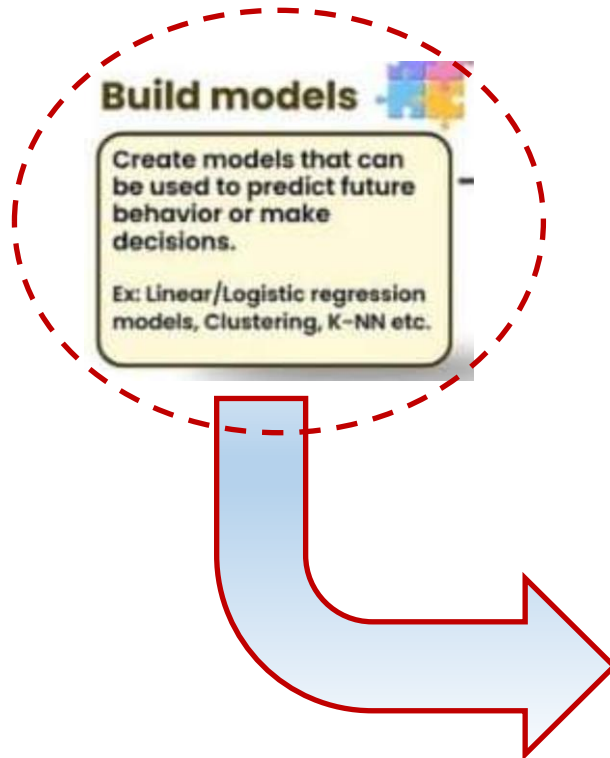 Build models
Create models that can
be used to predict future
behavior or make
decisions.
Ex: Linear/Logistic regression
models, Clustering, K-NN etc.